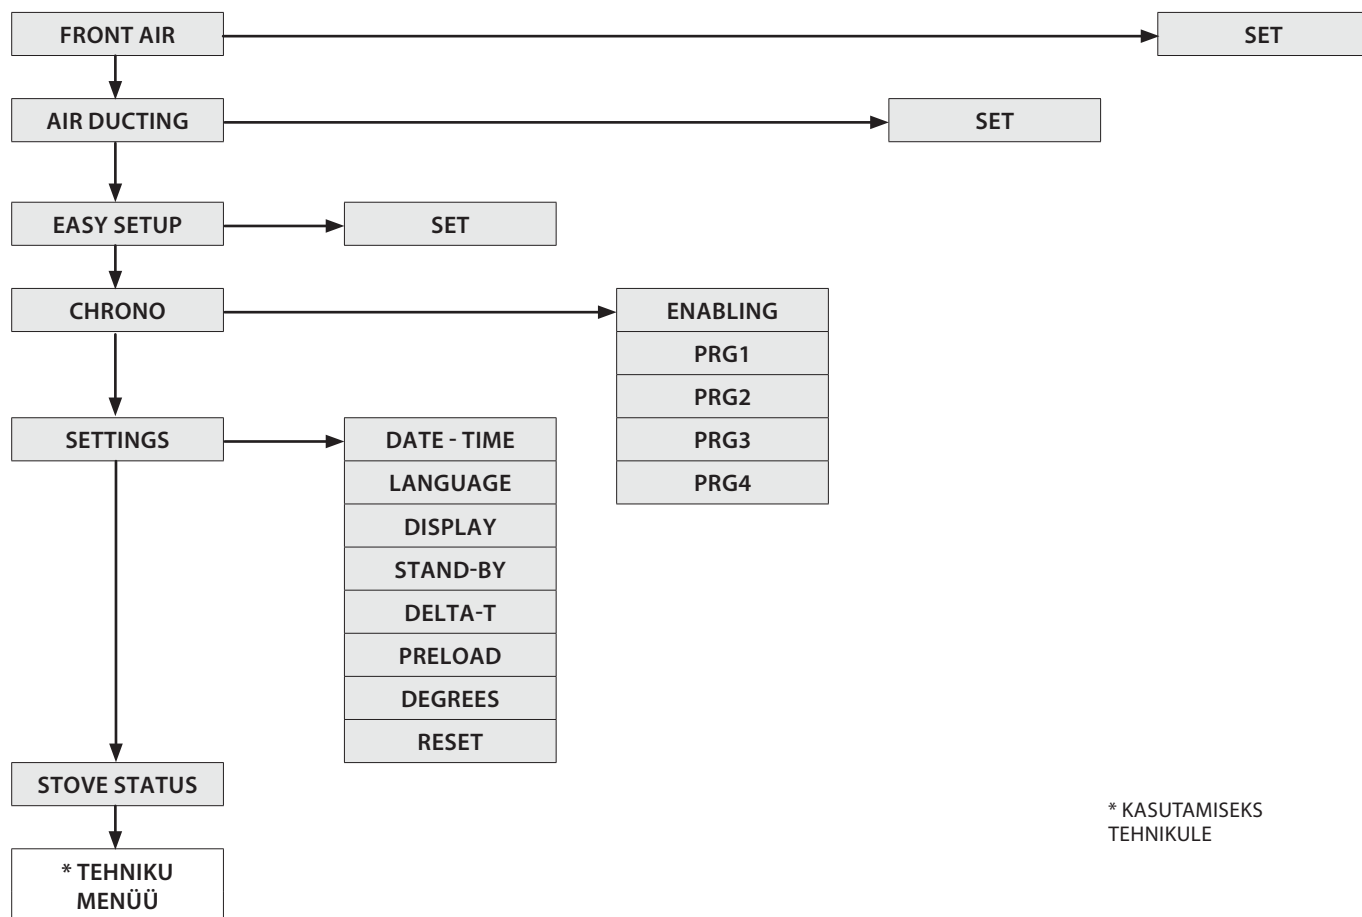 FRONT AIR
SET
AIR DUCTING
SET
EASY SETUP
SET
CHRONO
ENABLING
PRG1
PRG2
PRG3
PRG4
SETTINGS
DATE - TIME
LANGUAGE
DISPLAY
STAND-BY
DELTA-T
PRELOAD
DEGREES
RESET
STOVE STATUS
* TEHNIKU
MENÜÜ
* KASUTAMISEKS
TEHNIKULE